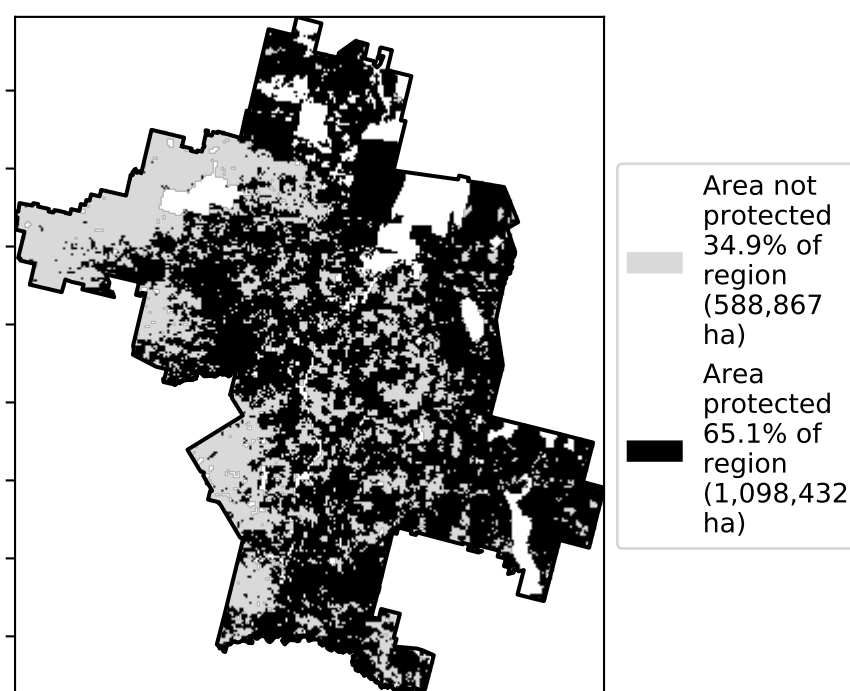 Area not
protected
34.9% of
region
(588,867
ha)
Area
protected
65.1% of
region
(1,098,432
ha)